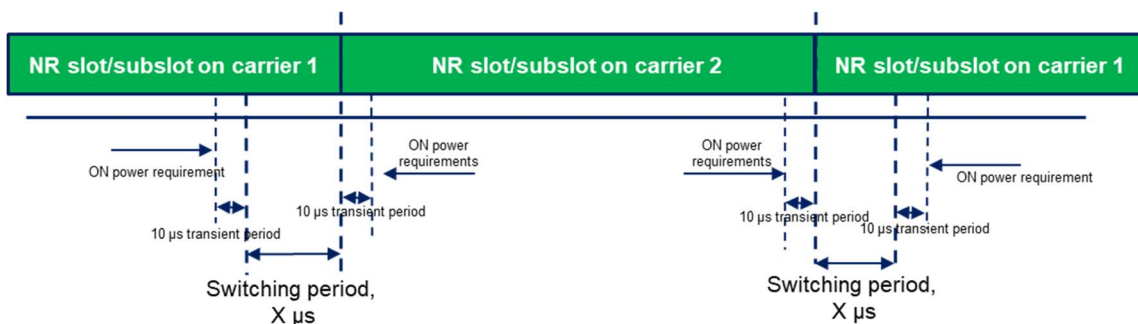 NR slot/subslot on carrier 1
NR slot/subslot on carrier 2
NR slot/subslot on carrier 1
ON power requirement
ON power
requirements
ON power
requirements
ON power requirement
10 μs transient period
10 μs transient period
10 μs transient period
10 μs transient period
Switching period,
X μs
Switching period,
X μs